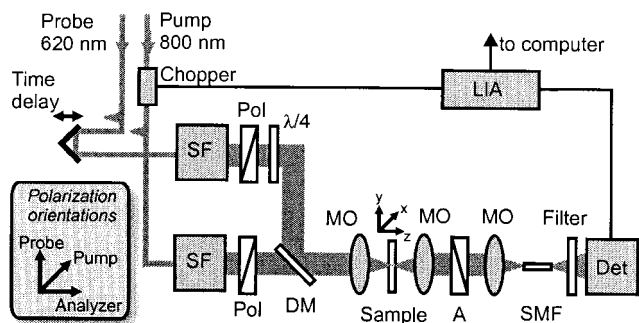 Probe
620 nm
Pump
800 nm
to computer
Chopper
LIA
Time
delay
Pol
λ/4
SF
Polarization
orientations
Probe
Pump
Analyzer
SF
Pol
DM
MO
y
x
z
Sample
MO
A
MO
SMF
Filter
Det